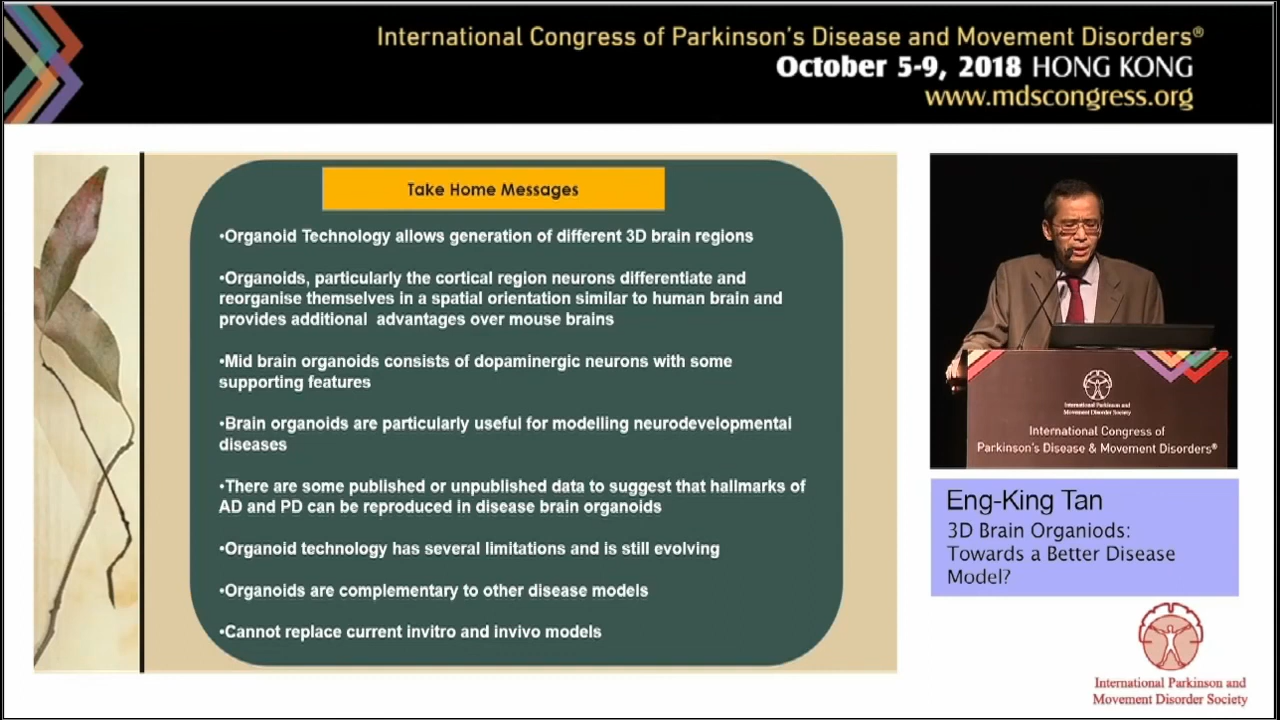 International Congress of Parkinson's Disease and Movement Disorders®
October 5-9, 2018 HONG KONG
www.mdscongress.org
Take Home Messages
•Organoid Technology allows generation of different 3D brain regions
•Organoids, particularly the cortical region neurons differentiate and
reorganise themselves in a spatial orientation similar to human brain and
provides additional advantages over mouse brains
•Mid brain organoids consists of dopaminergic neurons with some
supporting features
•Brain organoids are particularly useful for modelling neurodevelopmental
diseases
•There are some published or unpublished data to suggest that hallmarks of
AD and PD can be reproduced in disease brain organoids
•Organoid technology has several limitations and is still evolving
•Organoids are complementary to other disease models
•Cannot replace current invitro and invivo models
International Parkinson and
Movement Disorder Society
International Congress of
Parkinson's Disease & Movement Disorders®
Eng-King Tan
3D Brain Organiods:
Towards a Better Disease
Model?
International Parkinson and
Movement Disorder Society